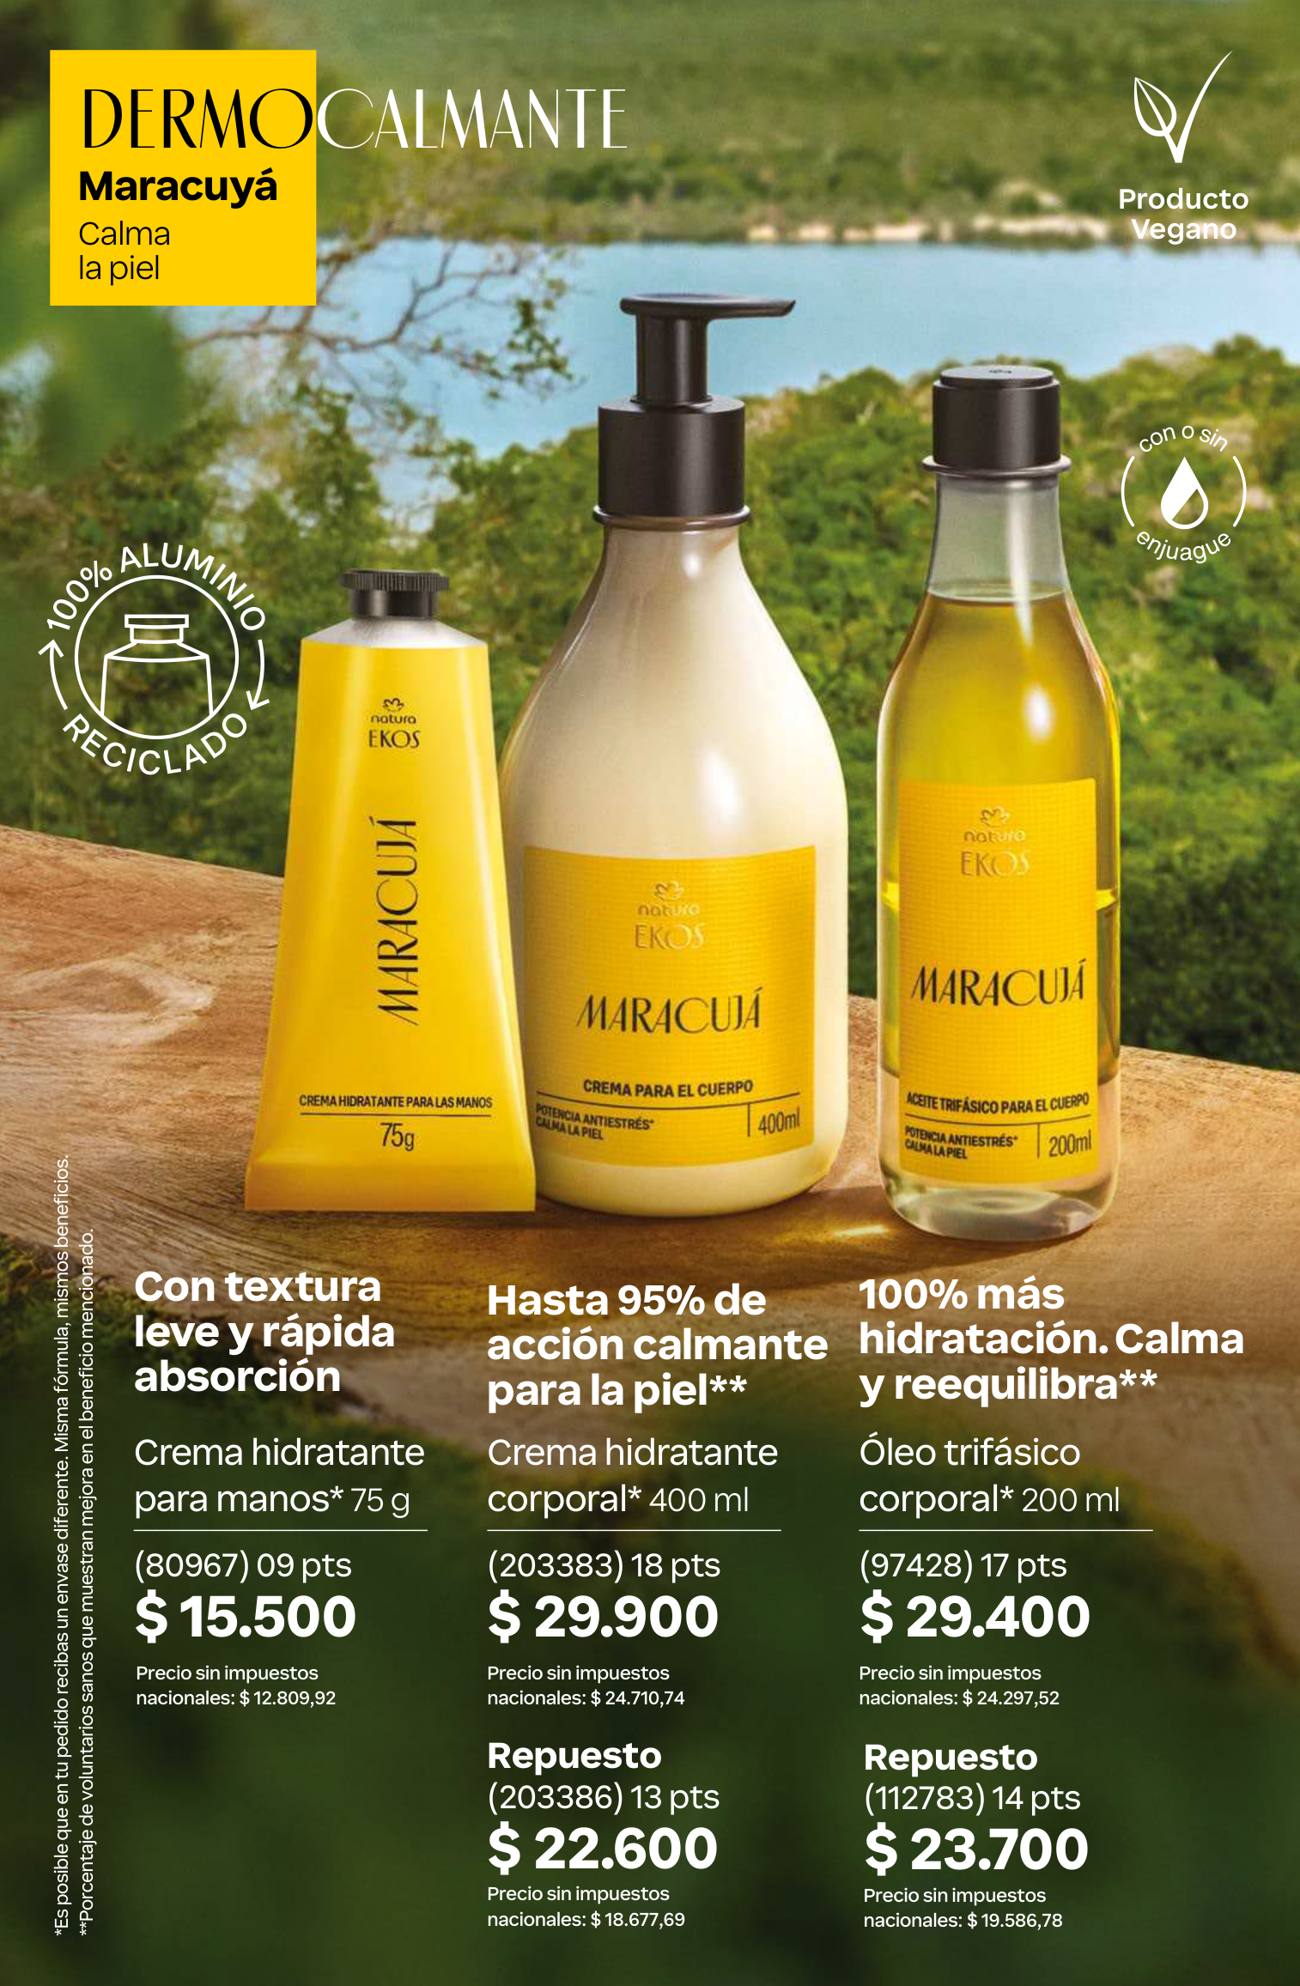 DERMOCALMANTE
Maracuyá
Calma
la piel
Producto
Vegano
con o sin
enjuague
100% ALUMINIO
RECICLADO
natura
EKOS
MARACUJÁ
CREMA HIDRATANTE PARA LAS MANOS
75g
natura
EKOS
MARACUJÁ
CREMA PARA EL CUERPO
POTENCIA ANTIESTRÉS*
CALMA LA PIEL
400ml
natura
EKOS
MARACUJÁ
ACEITE TRIFÁSICO PARA EL CUERPO
POTENCIA ANTIESTRÉS*
CALMA LA PIEL
200ml
Con textura
leve y rápida
absorción
Crema hidratante
para manos* 75 g
(80967) 09 pts
$ 15.500
Precio sin impuestos
nacionales: $ 12.809,92
Hasta 95% de
acción calmante
para la piel**
Crema hidratante
corporal* 400 ml
(203383) 18 pts
$ 29.900
Precio sin impuestos
nacionales: $ 24.710,74
Repuesto
(203386) 13 pts
$ 22.600
Precio sin impuestos
nacionales: $ 18.677,69
100% más
hidratación. Calma
y reequilibra**
Óleo trifásico
corporal* 200 ml
(97428) 17 pts
$ 29.400
Precio sin impuestos
nacionales: $ 24.297,52
Repuesto
(112783) 14 pts
$ 23.700
Precio sin impuestos
nacionales: $ 19.586,78
*Es posible que en tu pedido recibas un envase diferente. Misma fórmula, mismos beneficios.
**Porcentaje de voluntarios sanos que muestran mejora en el beneficio mencionado.